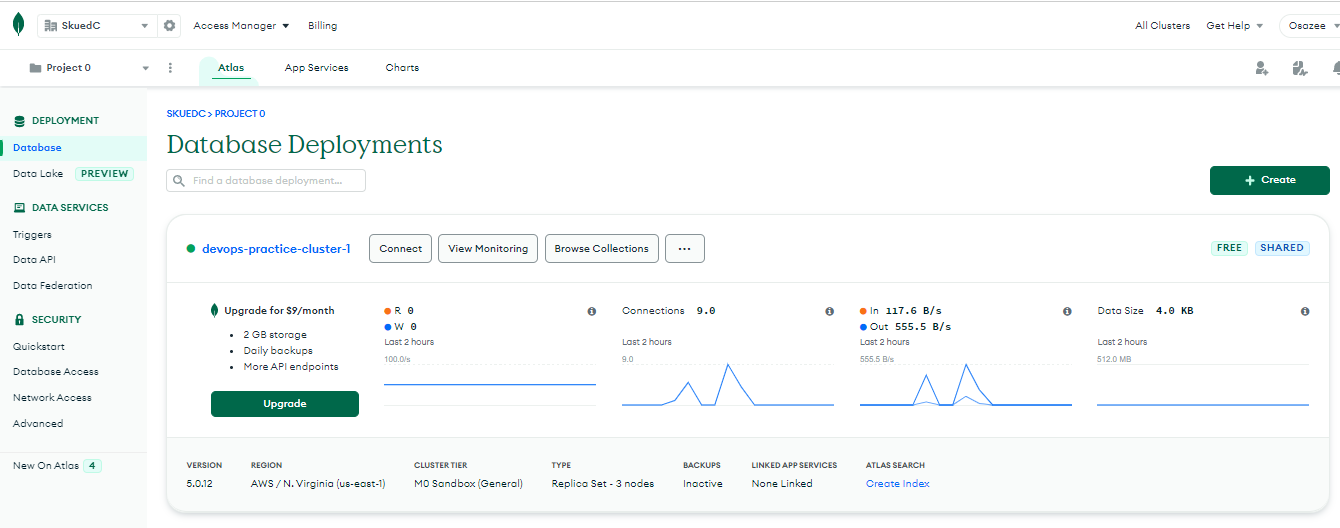 SkuedC Access Manager Billing All Clusters Get Help Osazee
Project 0 Atlas App Services Charts
DEPLOYMENT
Database
Data Lake PREVIEW
DATA SERVICES
Triggers
Data API
Data Federation
SECURITY
Quickstart
Database Access
Network Access
Advanced
New On Atlas 4
SKUEDC > PROJECT 0
Database Deployments
Find a database deployment...
+ Create
devops-practice-cluster-1 Connect View Monitoring Browse Collections ... FREE SHARED
Upgrade for $9/month
• 2 GB storage
• Daily backups
• More API endpoints
Upgrade
R 0
W 0
Last 2 hours
100.0/s
Connections 9.0
Last 2 hours
9.0
In 117.6 B/s
Out 555.5 B/s
Last 2 hours
555.5 B/s
Data Size 4.0 KB
Last 2 hours
512.0 MB
VERSION REGION CLUSTER TIER TYPE BACKUPS LINKED APP SERVICES ATLAS SEARCH
5.0.12 AWS / N. Virginia (us-east-1) M0 Sandbox (General) Replica Set - 3 nodes Inactive None Linked Create Index